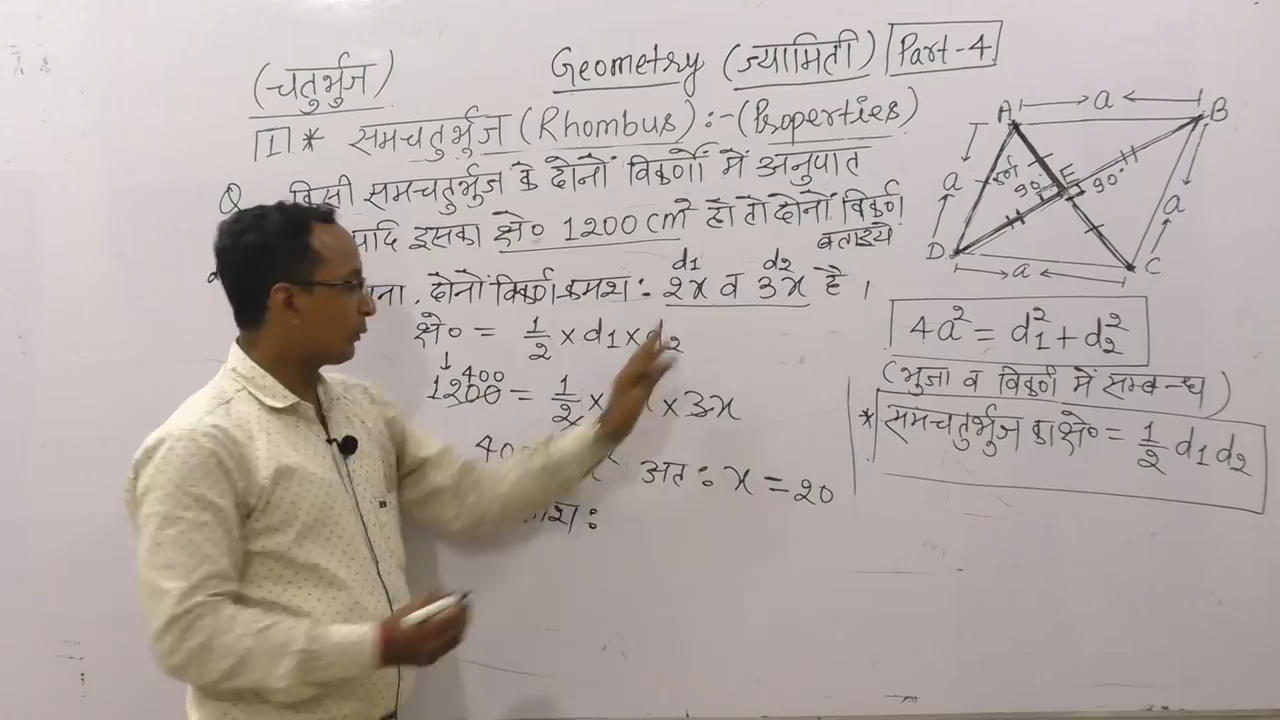 (चतुर्भुज)
Geometry (ज्यामिती) Part-4
1 * समचतुर्भुज (Rhombus) :- (Properties)
Q किसी समचतुर्भुज के दोनों विकर्णों में अनुपात
यदि इसका क्षे० 1200 cm² हो तो दोनों विकर्ण
बताइये
d1 d2
दोनों विकर्ण क्रमश: 2x व 3x है ।
क्षे० = 1/2 × d1 × d2
400
1200 = 1/2 × × 3x
अत: x = 20
A a B
a 90° E 90° a
D a C
4a² = d1² + d2²
(भुजा व विकर्ण में सम्बन्ध)
* समचतुर्भुज का क्षे० = 1/2 d1 d2